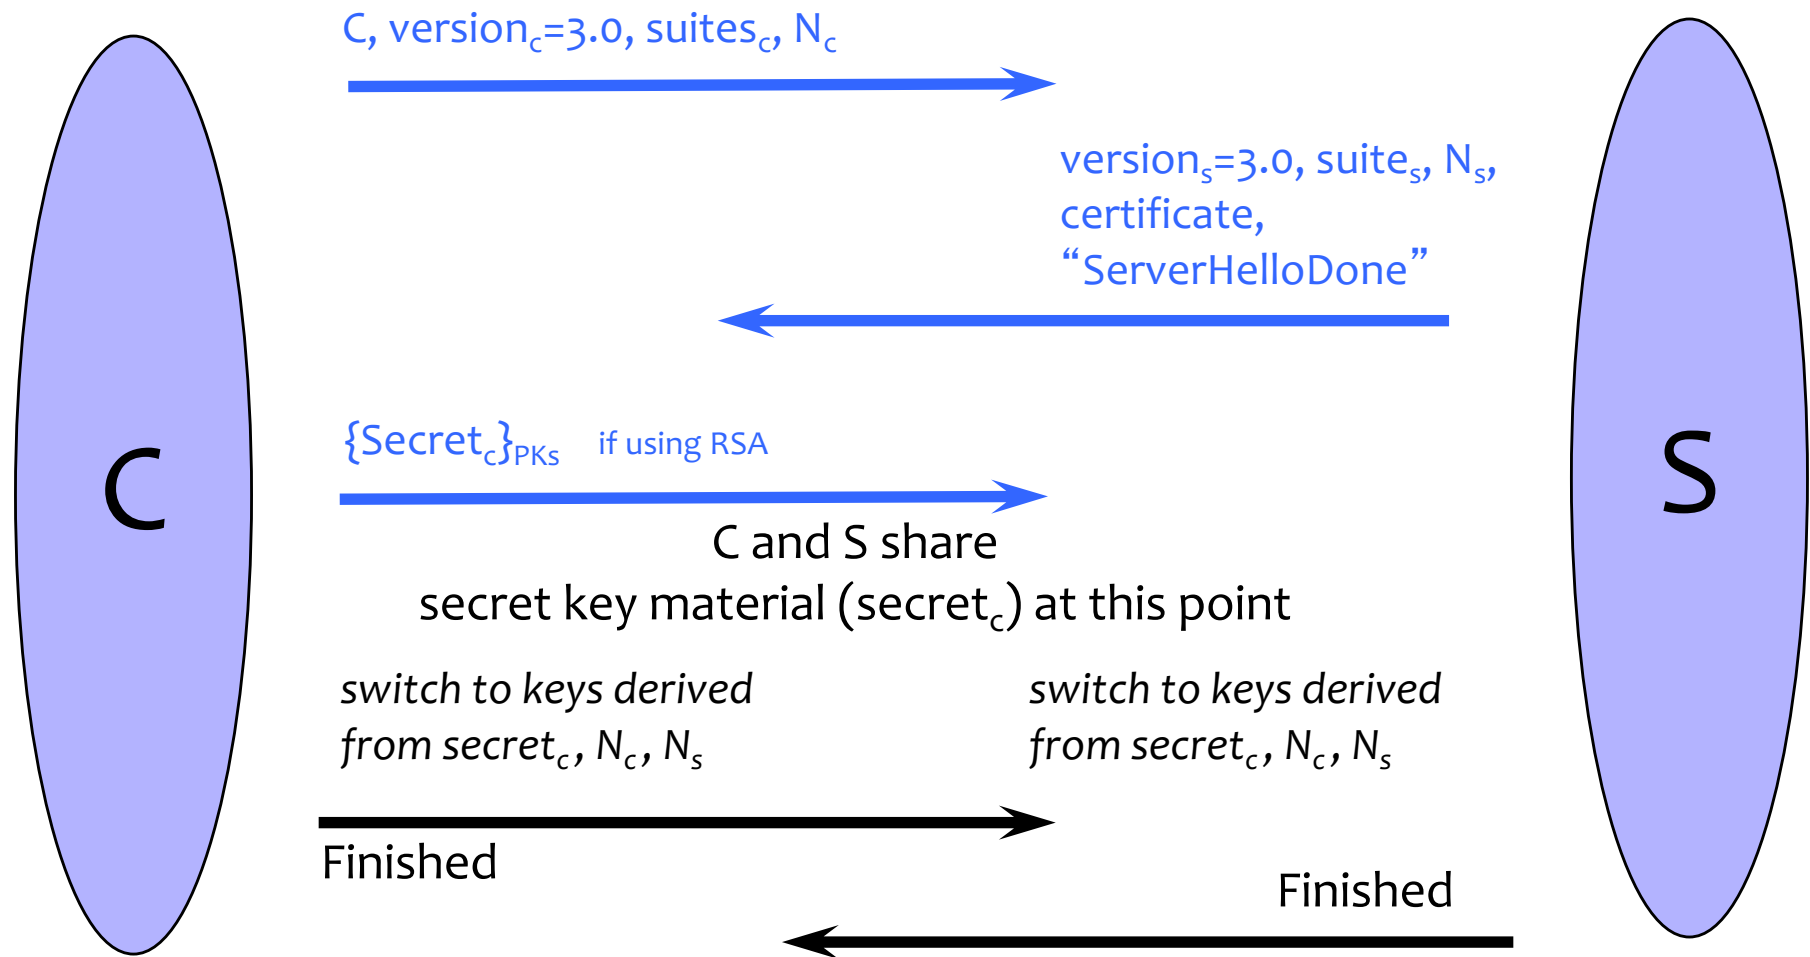 C, version_c=3.0, suites_c, N_c
version_s=3.0, suite_s, N_s,
certificate,
“ServerHelloDone”
C
S
{Secret_c}_PKs if using RSA
C and S share
secret key material (secret_c) at this point
switch to keys derived
from secret_c, N_c, N_s
switch to keys derived
from secret_c, N_c, N_s
Finished
Finished